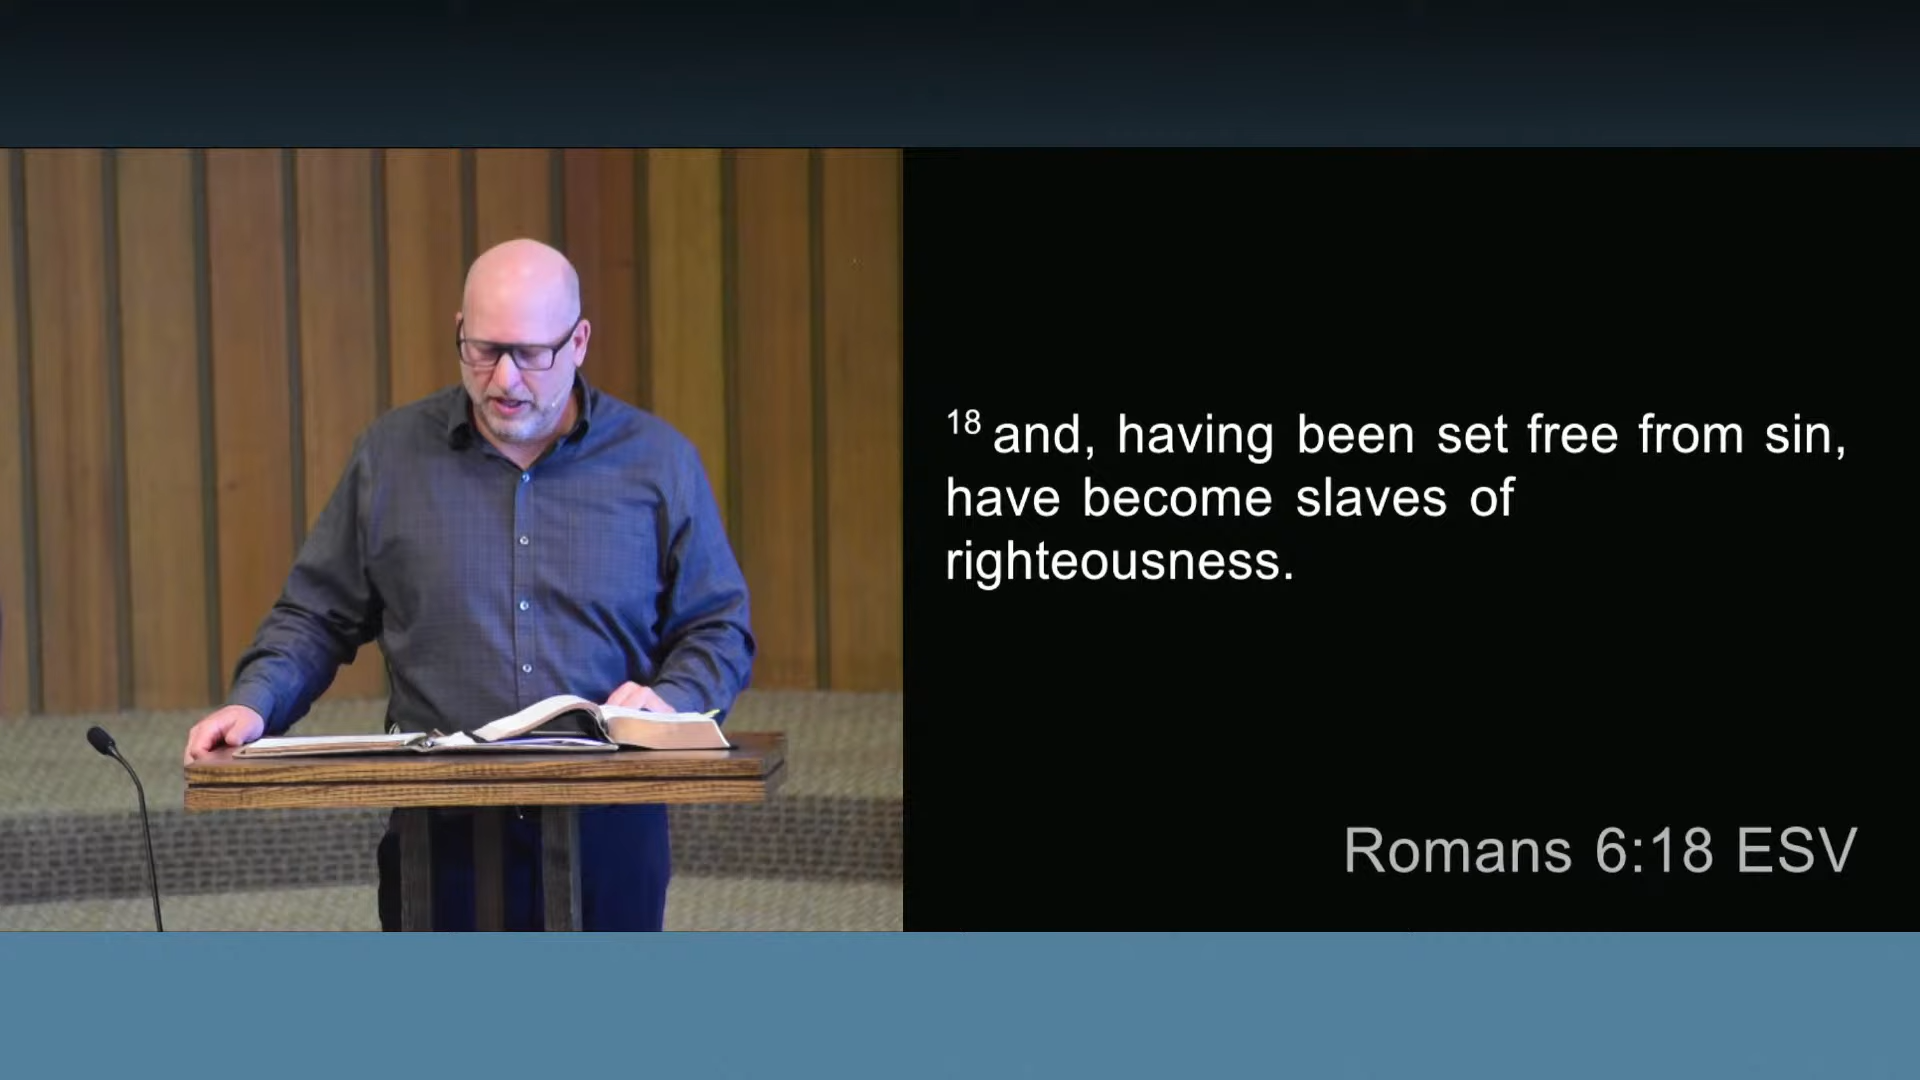 18 and, having been set free from sin,
have become slaves of
righteousness.
Romans 6:18 ESV